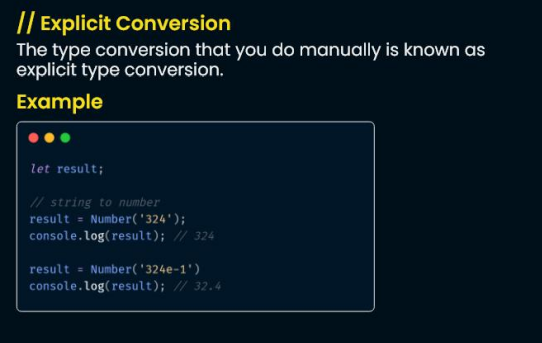 // Explicit Conversion
The type conversion that you do manually is known as
explicit type conversion.
Example
let result;
// string to number
result = Number('324');
console.log(result); // 324
result = Number('324e-1')
console.log(result); // 32.4